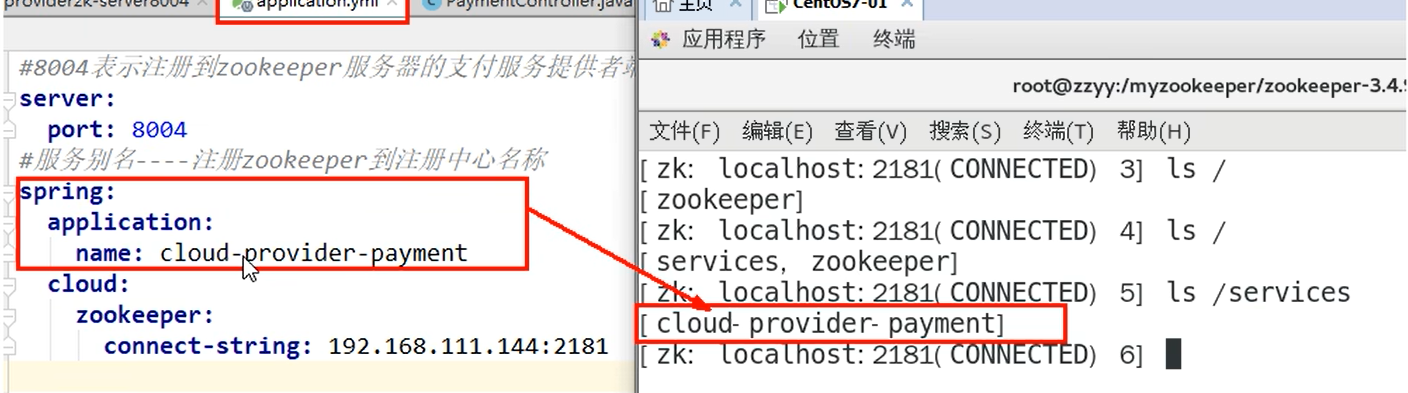 provider2k-server8004
application.yml
PaymentController.java
#8004表示注册到zookeeper服务器的支付服务提供者端
server:
port: 8004
#服务别名----注册zookeeper到注册中心名称
spring:
application:
name: cloud-provider-payment
cloud:
zookeeper:
connect-string: 192.168.111.144:2181
主页
CentOS7-01
应用程序 位置 终端
root@zzyy:/myzookeeper/zookeeper-3.4.9
文件(F) 编辑(E) 查看(V) 搜索(S) 终端(T) 帮助(H)
[zk: localhost:2181(CONNECTED) 3] ls /
[zookeeper]
[zk: localhost:2181(CONNECTED) 4] ls /
[services, zookeeper]
[zk: localhost:2181(CONNECTED) 5] ls /services
[cloud-provider-payment]
[zk: localhost:2181(CONNECTED) 6]